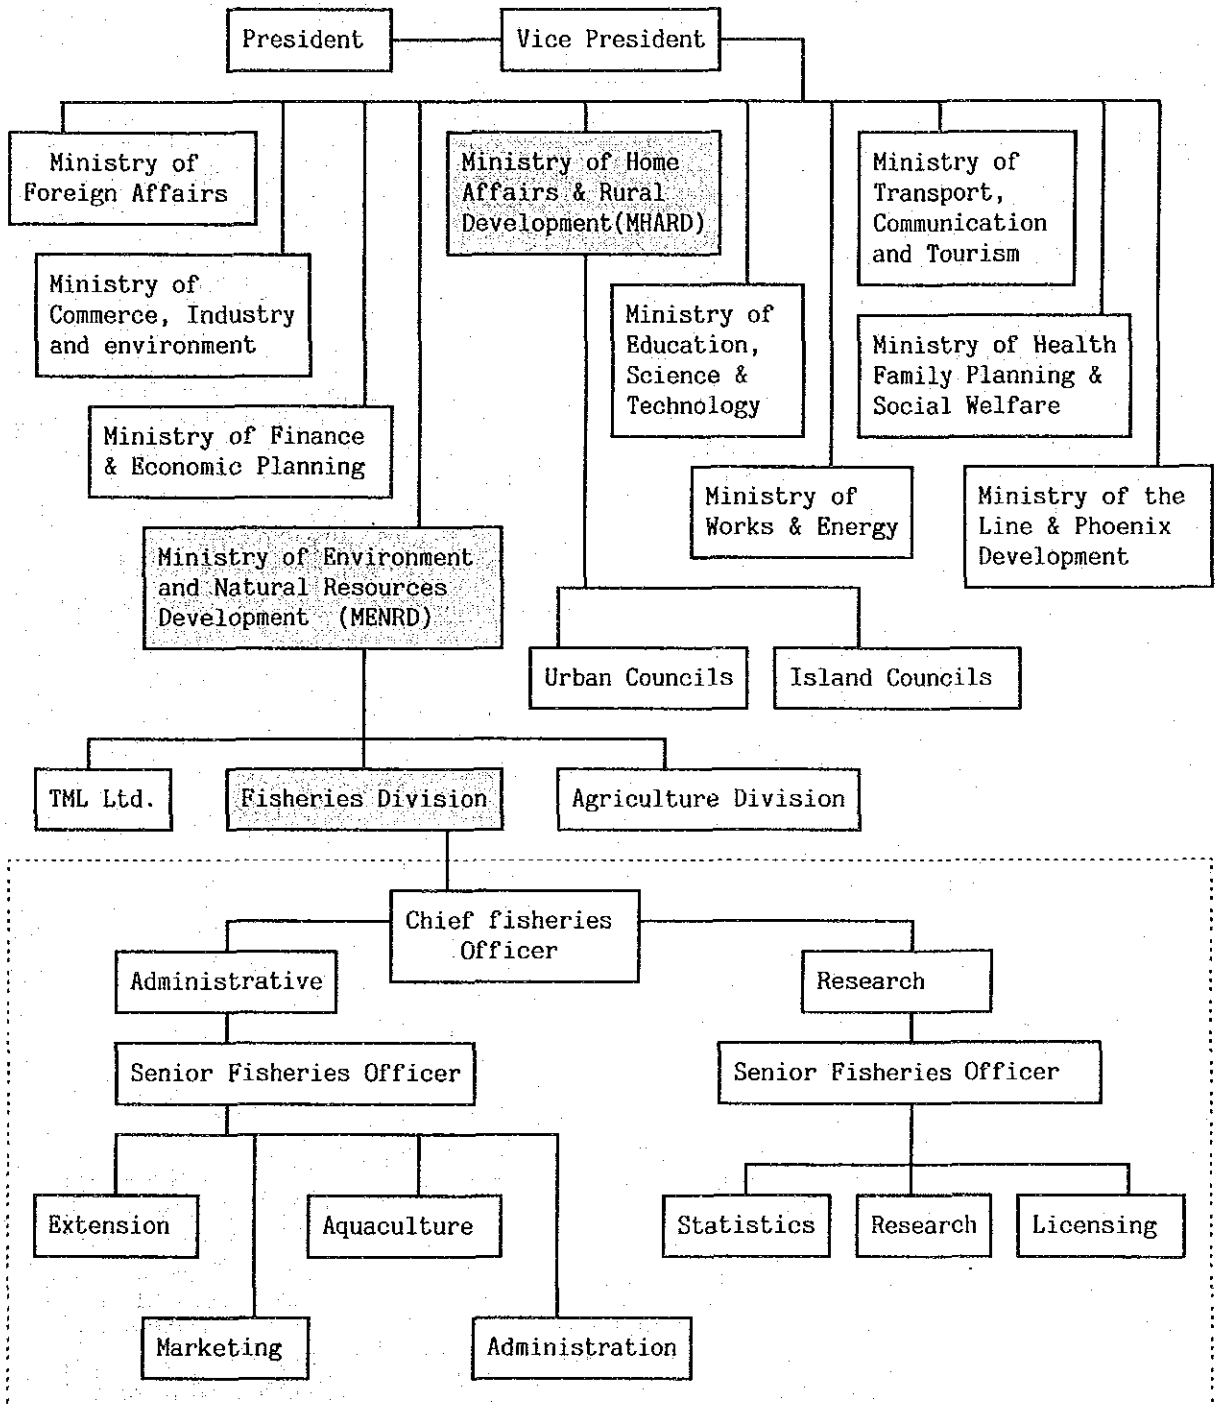 President
Vice President
Ministry of
Foreign Affairs
Ministry of Home
Affairs & Rural
Development(MHARD)
Ministry of
Transport,
Communication
and Tourism
Ministry of
Commerce, Industry
and environment
Ministry of
Education,
Science &
Technology
Ministry of Health
Family Planning &
Social Welfare
Ministry of Finance
& Economic Planning
Ministry of
Works & Energy
Ministry of the
Line & Phoenix
Development
Ministry of Environment
and Natural Resources
Development (MENRD)
Urban Councils
Island Councils
TML Ltd.
Fisheries Division
Agriculture Division
Chief fisheries
Officer
Administrative
Research
Senior Fisheries Officer
Senior Fisheries Officer
Extension
Aquaculture
Statistics
Research
Licensing
Marketing
Administration